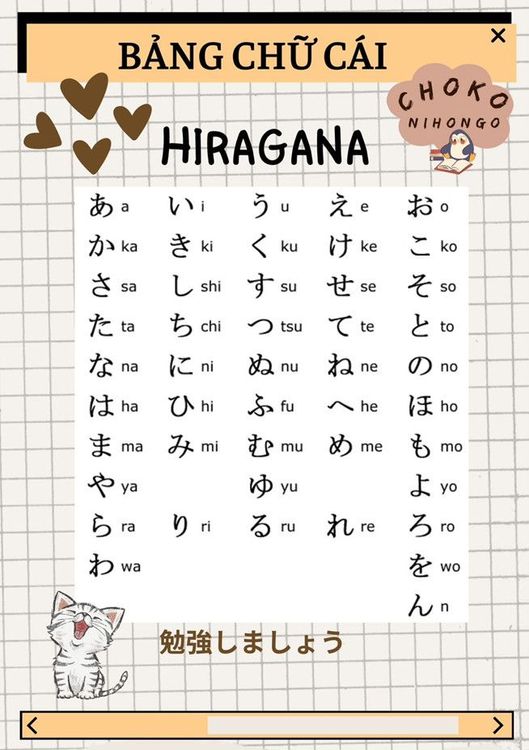 BẢNG CHỮ CÁI
CHOKO
NIHONGO
HIRAGANA
あ a い i う u え e お o
か ka き ki く ku け ke こ ko
さ sa し shi す su せ se そ so
た ta ち chi つ tsu て te と to
な na に ni ぬ nu ね ne の no
は ha ひ hi ふ fu へ he ほ ho
ま ma み mi む mu め me も mo
や ya ゆ yu よ yo
ら ra り ri る ru れ re ろ ro
わ wa を wo
ん n
勉強しましょう